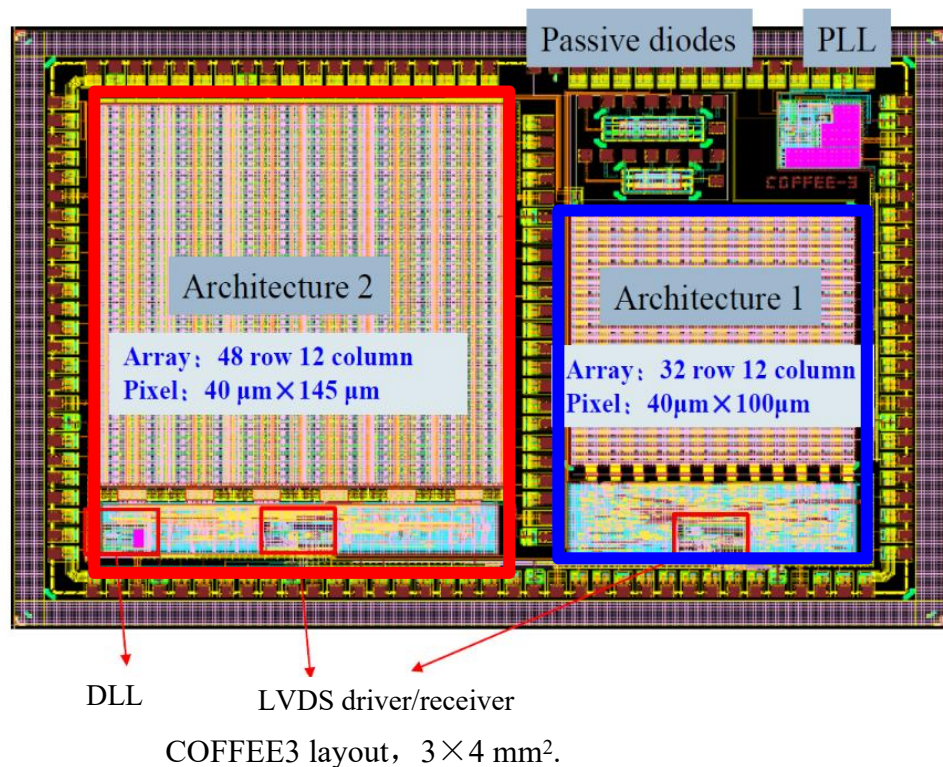 Passive diodes
PLL
COFFEE-3
Architecture 2
Array：48 row 12 column
Pixel：40 μm×145 μm
Architecture 1
Array：32 row 12 column
Pixel：40μm×100μm
DLL
LVDS driver/receiver
COFFEE3 layout，3×4 mm².